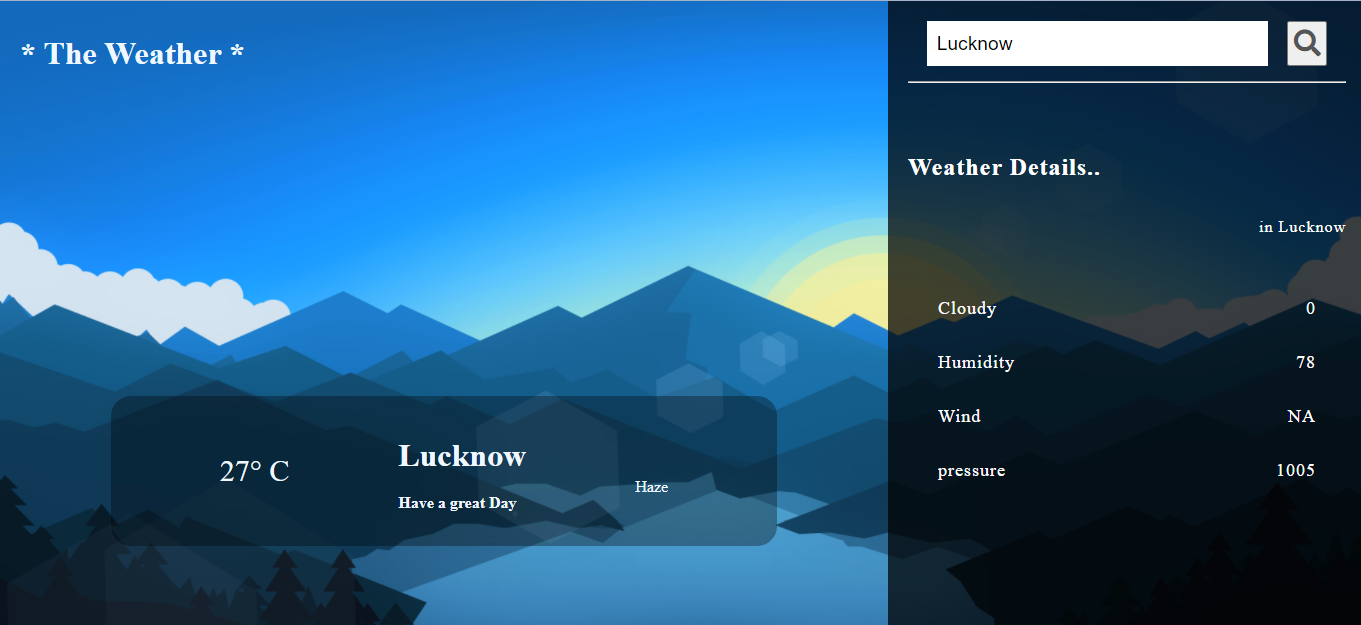 * The Weather *
27° C
Lucknow
Have a great Day
Haze
Lucknow
Weather Details..
in Lucknow
Cloudy 0
Humidity 78
Wind NA
pressure 1005